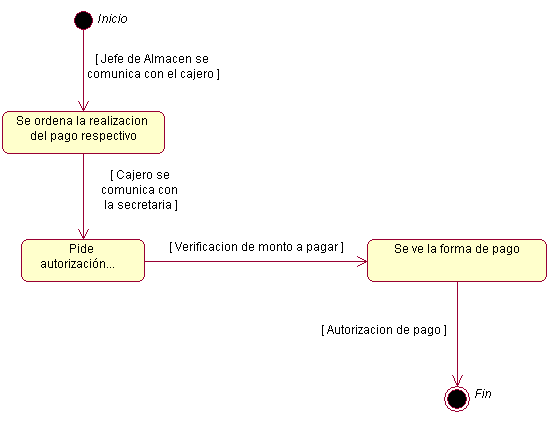 Inicio
[ Jefe de Almacen se
comunica con el cajero ]
Se ordena la realizacion
del pago respectivo
[ Cajero se
comunica con
la secretaria ]
Pide
autorización...
[ Verificacion de monto a pagar ]
Se ve la forma de pago
[ Autorizacion de pago ]
Fin